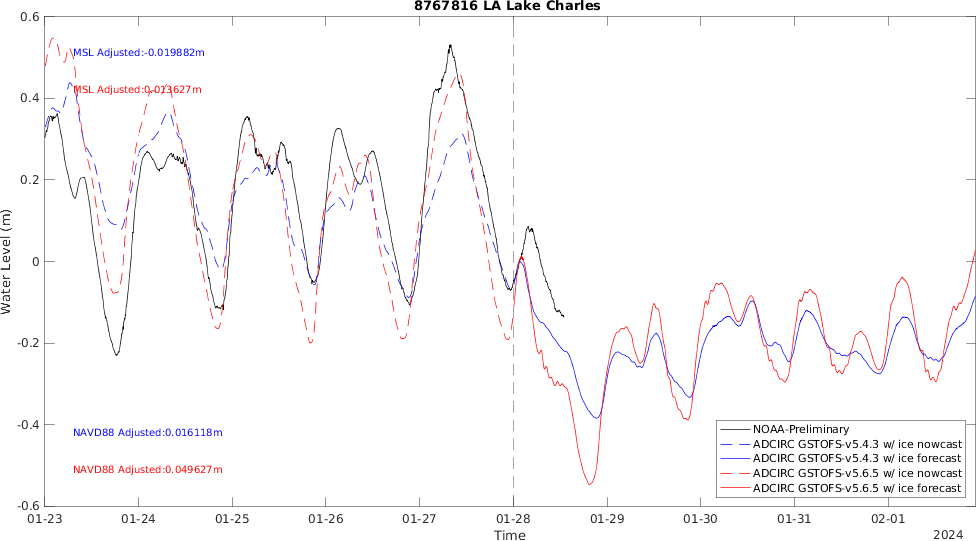 8767816 LA Lake Charles
0.6
0.4
0.2
0
-0.2
-0.4
-0.6
Water Level (m)
MSL Adjusted:-0.019882m
MSL Adjusted:0.013627m
NAVD88 Adjusted:0.016118m
NAVD88 Adjusted:0.049627m
NOAA-Preliminary
ADCIRC GSTOFS-v5.4.3 w/ ice nowcast
ADCIRC GSTOFS-v5.4.3 w/ ice forecast
ADCIRC GSTOFS-v5.6.5 w/ ice nowcast
ADCIRC GSTOFS-v5.6.5 w/ ice forecast
01-23 01-24 01-25 01-26 01-27 01-28 01-29 01-30 01-31 02-01
Time
2024